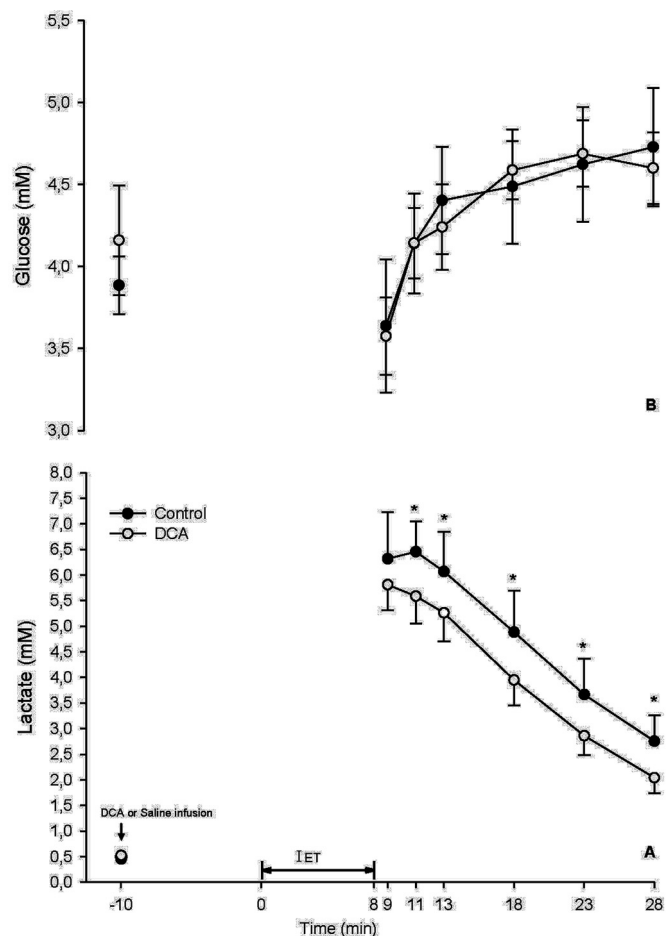 5,5
5,0
4,5
4,0
3,5
3,0
Glucose (mM)
B
8,0
7,5
7,0
6,5
6,0
5,5
5,0
4,5
4,0
3,5
3,0
2,5
2,0
1,5
1,0
0,5
0,0
Lactate (mM)
Control
DCA
* * * * *
DCA or Saline infusion
IET
A
-10 0 8 9 11 13 18 23 28
Time (min)